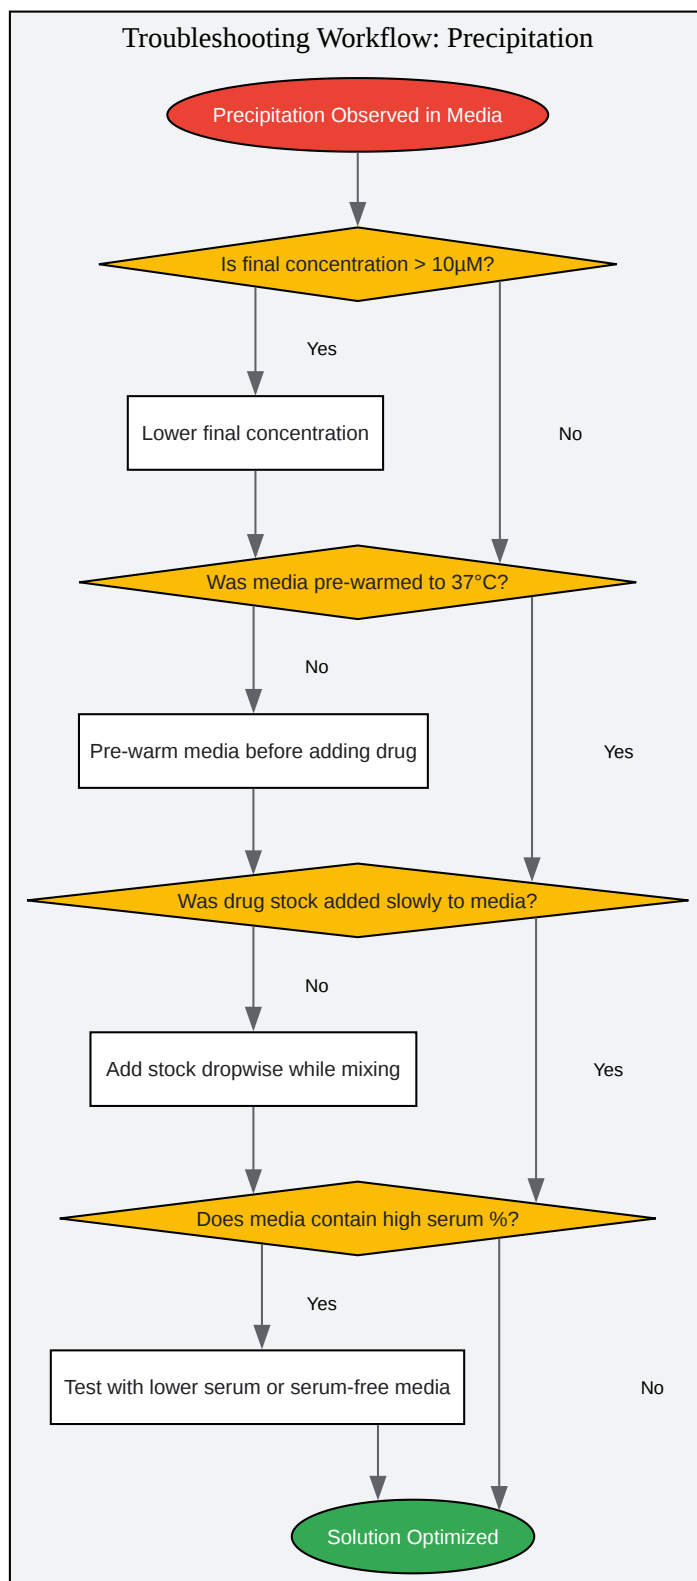 Troubleshooting Workflow: Precipitation
Precipitation Observed in Media
Is final concentration > 10µM?
Yes
Lower final concentration
No
Was media pre-warmed to 37°C?
No
Pre-warm media before adding drug
Yes
Was drug stock added slowly to media?
No
Add stock dropwise while mixing
Yes
Does media contain high serum %?
Yes
Test with lower serum or serum-free media
No
Solution Optimized